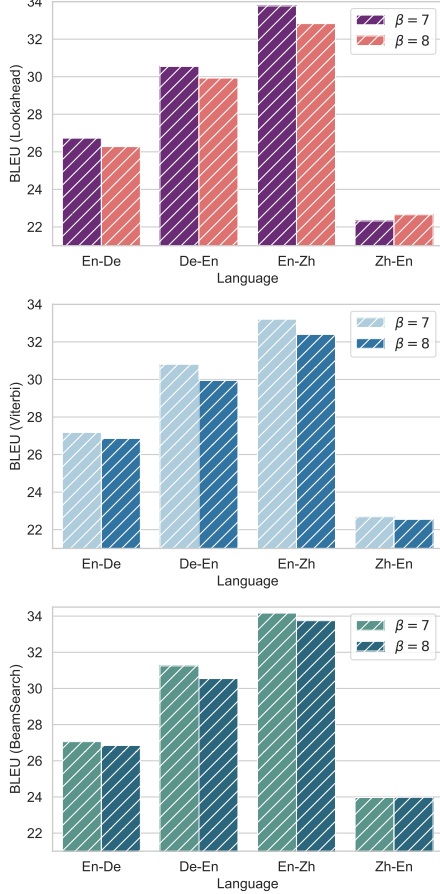 BLEU (Lookahead)
34
32
30
28
26
24
22
β = 7
β = 8
En-De De-En En-Zh Zh-En
Language
BLEU (Viterbi)
34
32
30
28
26
24
22
β = 7
β = 8
En-De De-En En-Zh Zh-En
Language
BLEU (BeamSearch)
34
32
30
28
26
24
22
β = 7
β = 8
En-De De-En En-Zh Zh-En
Language